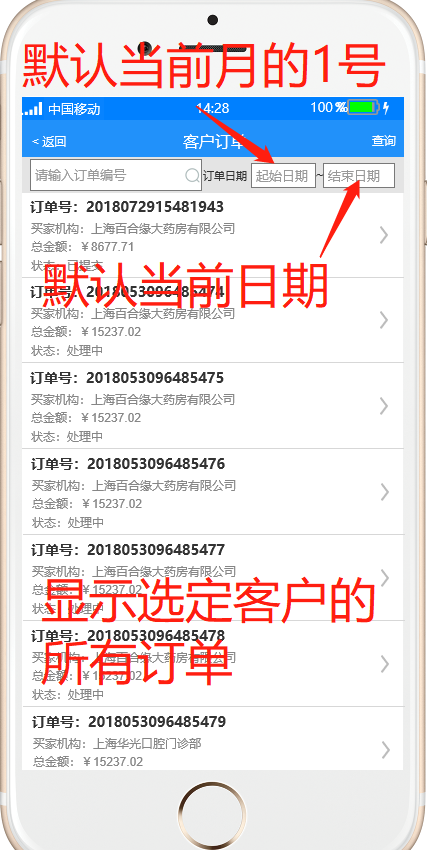 默认当前月的1号
中国移动 14:28 100 %
< 返回 客户订单 查询
请输入订单编号 订单日期 起始日期 ~ 结束日期
订单号：2018072915481943
买家机构：上海百合缘大药房有限公司
总金额：￥8677.71
状态：已提交
默认当前日期
订单号：2018053096485474
买家机构：上海百合缘大药房有限公司
总金额：￥15237.02
状态：处理中
订单号：2018053096485475
买家机构：上海百合缘大药房有限公司
总金额：￥15237.02
状态：处理中
订单号：2018053096485476
买家机构：上海百合缘大药房有限公司
总金额：￥15237.02
状态：处理中
订单号：2018053096485477
买家机构：上海百合缘大药房有限公司
总金额：￥15237.02
状态：处理中
显示选定客户的
所有订单
订单号：2018053096485478
买家机构：上海百合缘大药房有限公司
总金额：￥15237.02
状态：处理中
订单号：2018053096485479
买家机构：上海华光口腔门诊部
总金额：￥15237.02